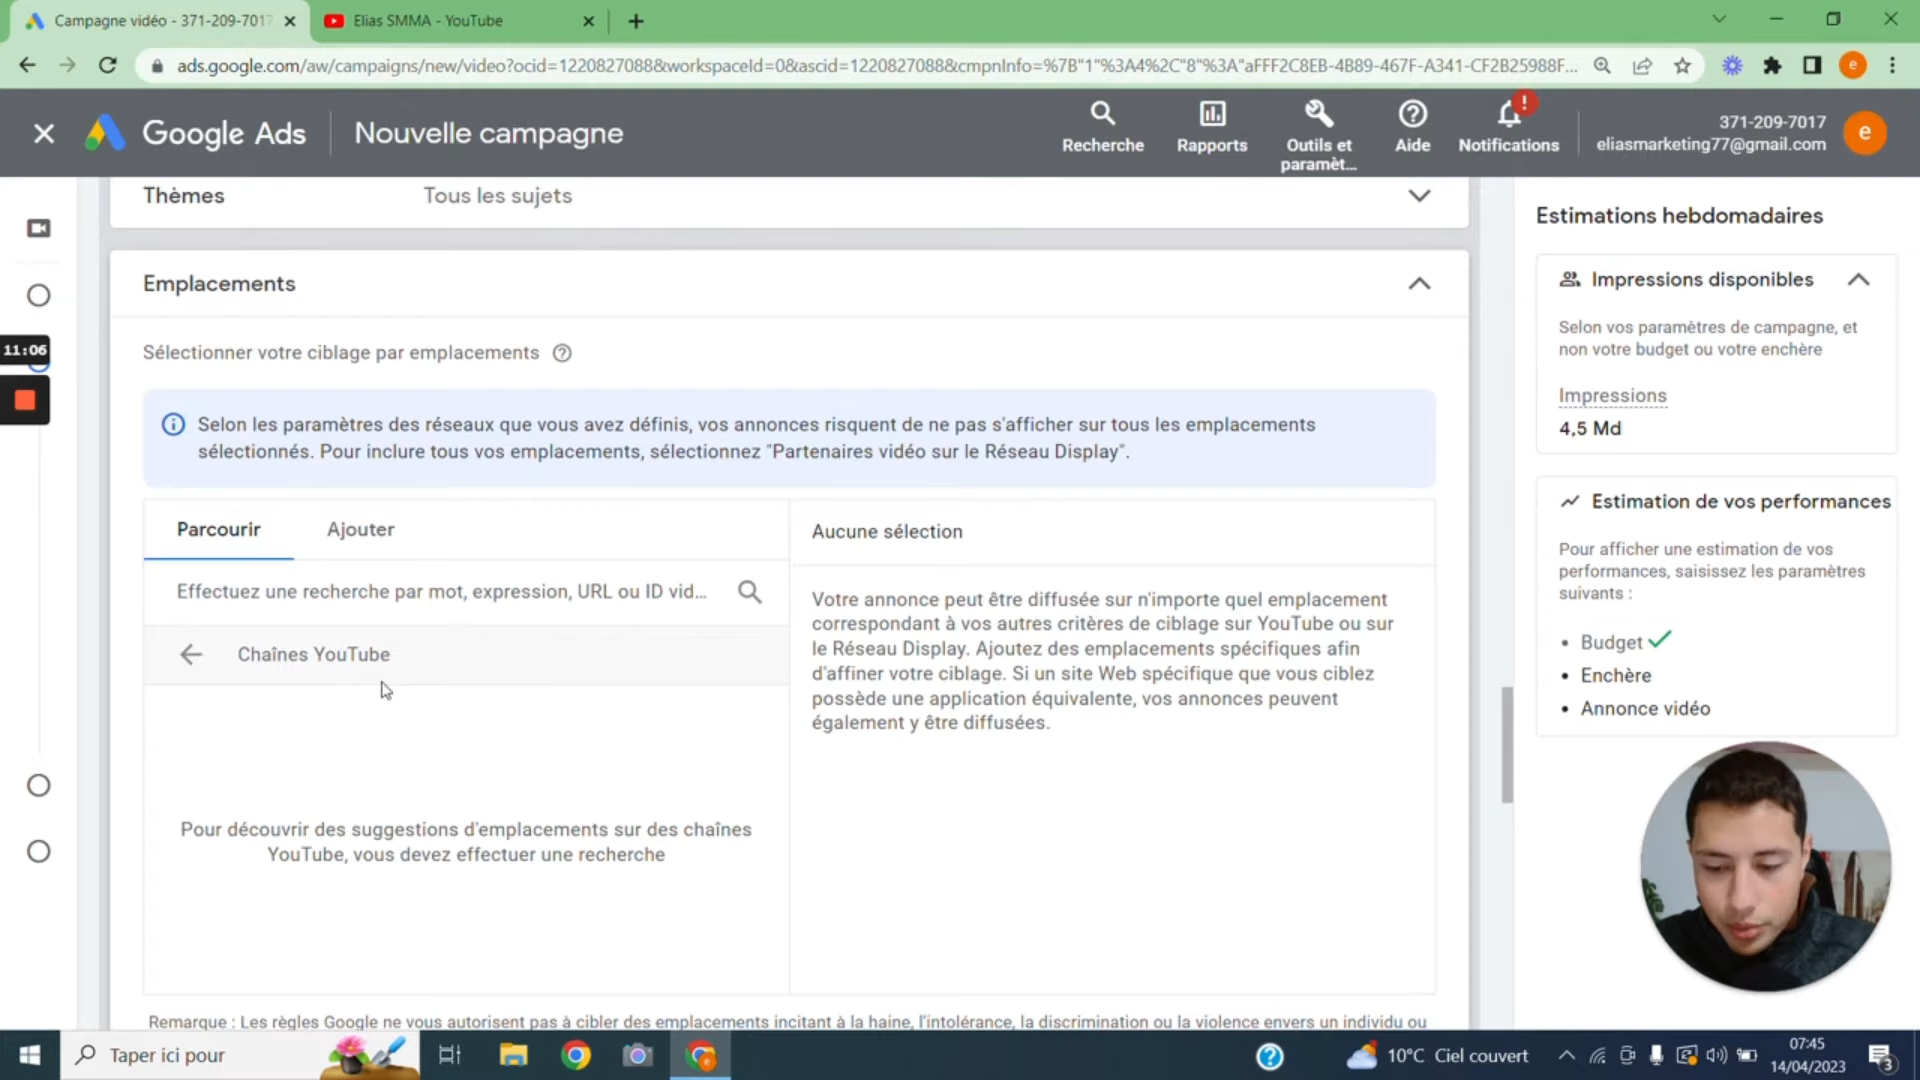 Campagne vidéo - 371-209-7017
Elias SMMA - YouTube
ads.google.com/aw/campaigns/new/video?ocid=1220827088&workspaceId=0&ascid=1220827088&cmpnInfo=%7B"1"%3A4%2C"8"%3A"aFFF2C8EB-4B89-467F-A341-CF2B25988F...
e
Google Ads
Nouvelle campagne
Recherche
Rapports
Outils et
paramèt...
Aide
!
Notifications
371-209-7017
eliasmarketing77@gmail.com
e
Thèmes
Tous les sujets
Emplacements
11:06
Sélectionner votre ciblage par emplacements
Selon les paramètres des réseaux que vous avez définis, vos annonces risquent de ne pas s'afficher sur tous les emplacements
sélectionnés. Pour inclure tous vos emplacements, sélectionnez "Partenaires vidéo sur le Réseau Display".
Parcourir
Ajouter
Effectuez une recherche par mot, expression, URL ou ID vid...
Chaînes YouTube
Pour découvrir des suggestions d'emplacements sur des chaînes
YouTube, vous devez effectuer une recherche
Aucune sélection
Votre annonce peut être diffusée sur n'importe quel emplacement
correspondant à vos autres critères de ciblage sur YouTube ou sur
le Réseau Display. Ajoutez des emplacements spécifiques afin
d'affiner votre ciblage. Si un site Web spécifique que vous ciblez
possède une application équivalente, vos annonces peuvent
également y être diffusées.
Remarque : Les règles Google ne vous autorisent pas à cibler des emplacements incitant à la haine, l'intolérance, la discrimination ou la violence envers un individu ou
Estimations hebdomadaires
Impressions disponibles
Selon vos paramètres de campagne, et
non votre budget ou votre enchère
Impressions
4,5 Md
Estimation de vos performances
Pour afficher une estimation de vos
performances, saisissez les paramètres
suivants :
• Budget
• Enchère
• Annonce vidéo
Taper ici pour
10°C Ciel couvert
07:45
14/04/2023
3